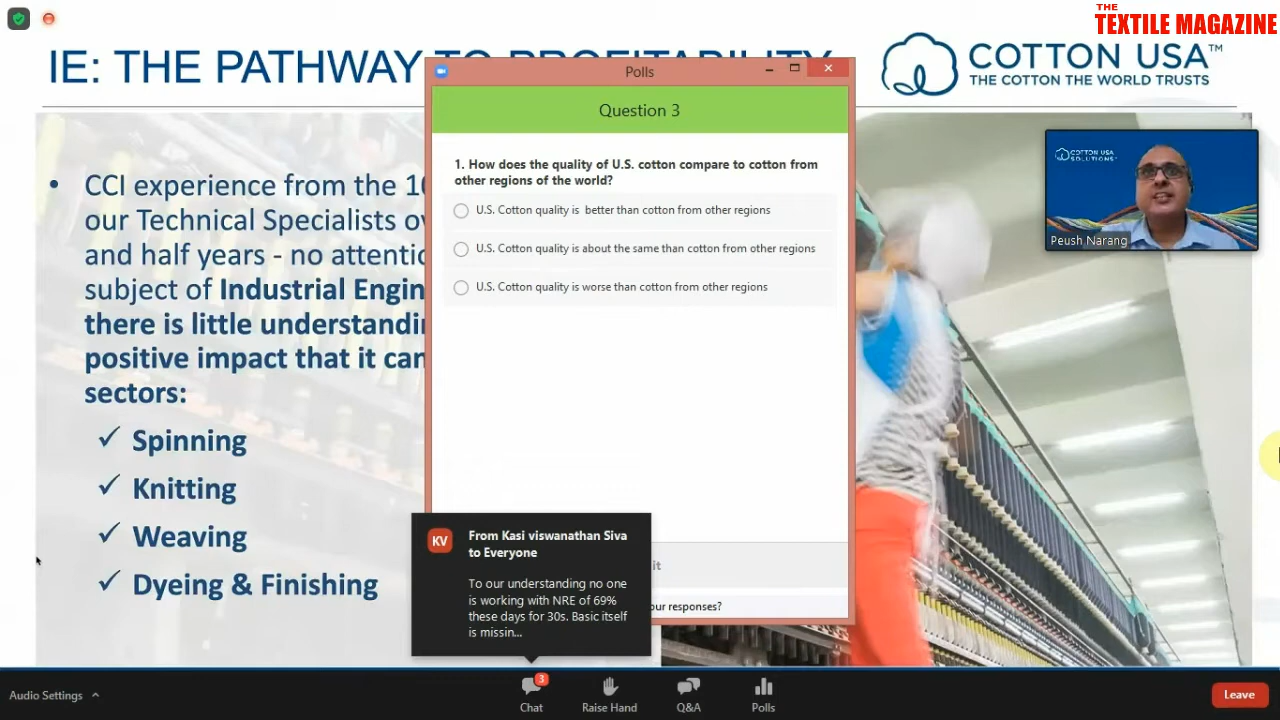 THE
TEXTILE MAGAZINE
IE: THE PATHWAY TO PROFITABILITY
COTTON USA™
THE COTTON THE WORLD TRUSTS
CCI experience from the
our Technical Specialists
and half years - no
subject of Industrial
there is little
positive impact that it can
sectors:
Spinning
Knitting
Weaving
Dyeing & Finishing
Polls
Question 3
1. How does the quality of U.S. cotton compare to cotton from
other regions of the world?
U.S. Cotton quality is better than cotton from other regions
U.S. Cotton quality is about the same than cotton from other regions
U.S. Cotton quality is worse than cotton from other regions
responses?
COTTON USA
SOLUTIONS
Peush Narang
KV
From Kasi viswanathan Siva
to Everyone
To our understanding no one
is working with NRE of 69%
these days for 30s. Basic itself
is missin...
Audio Settings
3
Chat
Raise Hand
Q&A
Polls
Leave